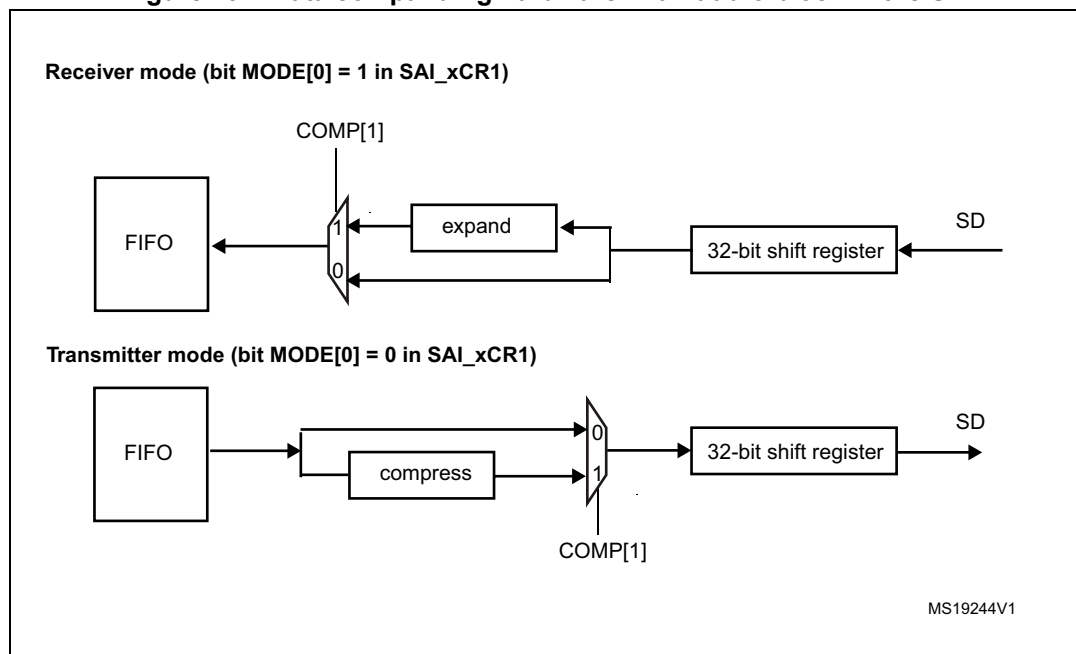 Receiver mode (bit MODE[0] = 1 in SAI_xCR1)
COMP[1]
FIFO
1
0
expand
32-bit shift register
SD
Transmitter mode (bit MODE[0] = 0 in SAI_xCR1)
FIFO
compress
0
1
COMP[1]
32-bit shift register
SD
MS19244V1